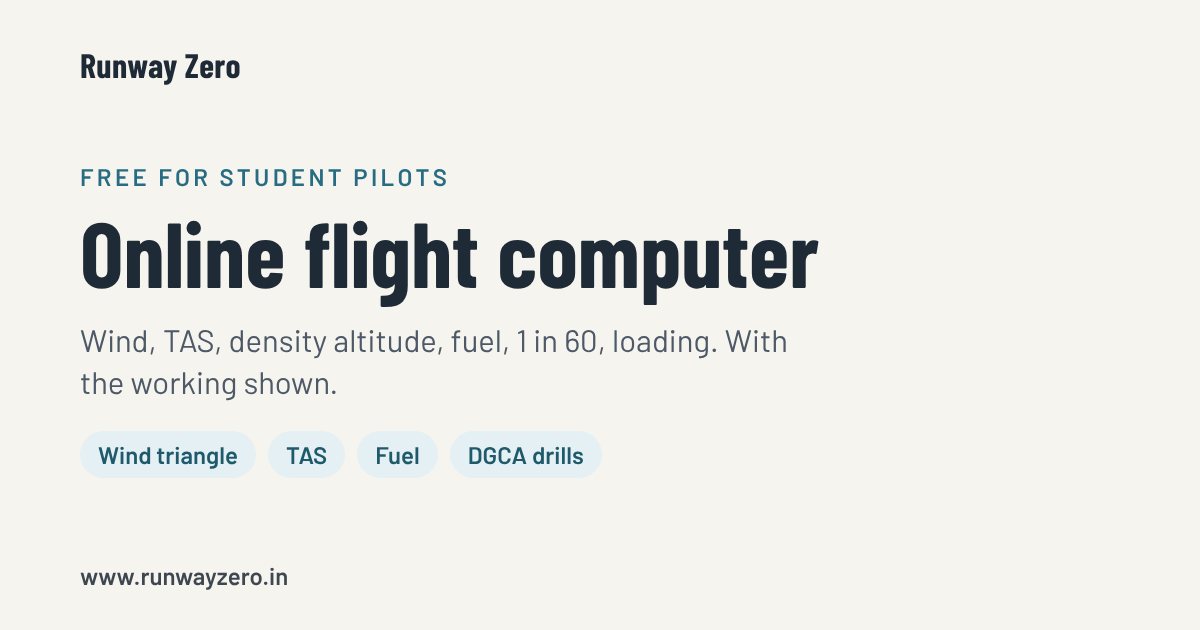 Runway Zero
FREE FOR STUDENT PILOTS
Online flight computer
Wind, TAS, density altitude, fuel, 1 in 60, loading. With
the working shown.
Wind triangle TAS Fuel DGCA drills
www.runwayzero.in